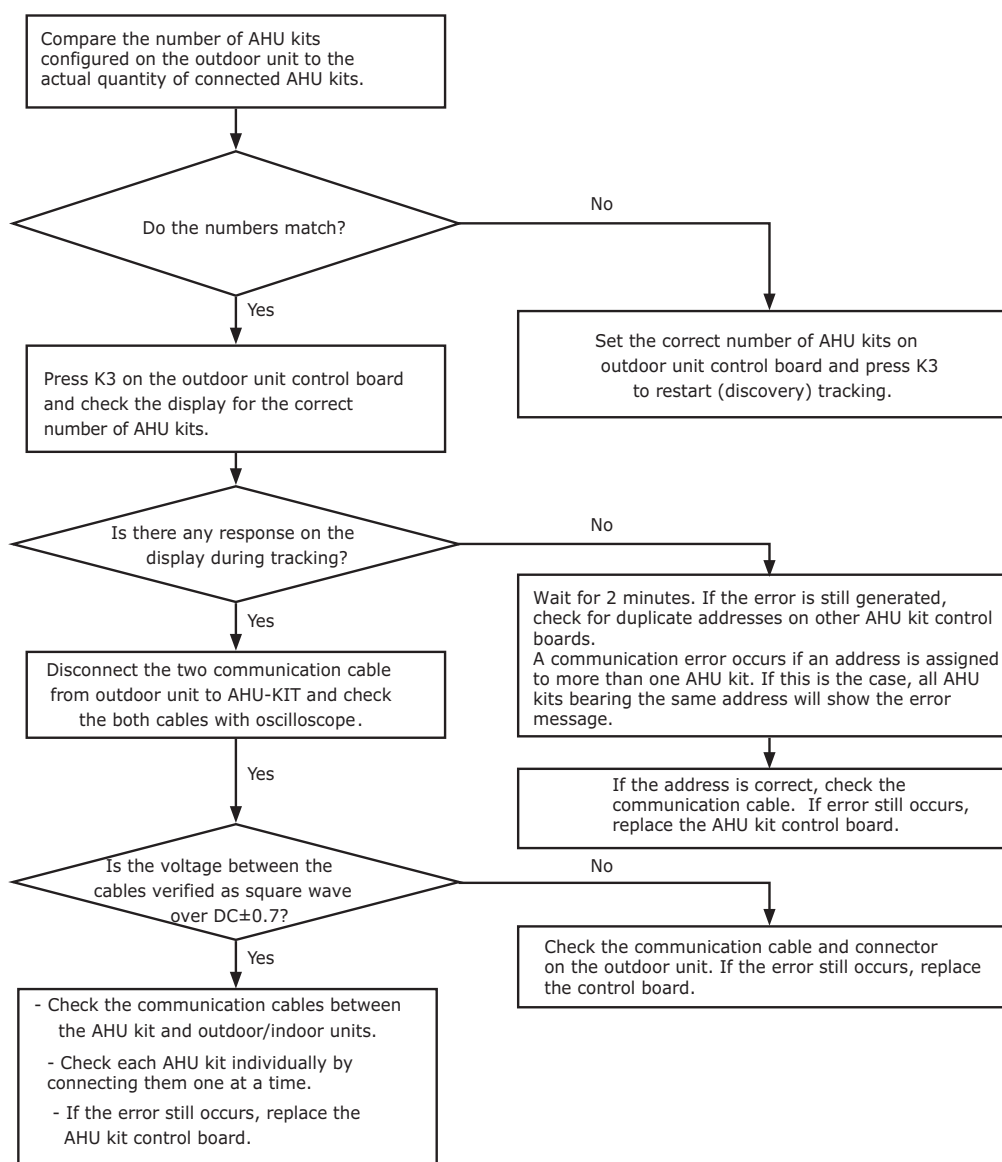 Compare the number of AHU kits
configured on the outdoor unit to the
actual quantity of connected AHU kits.
Do the numbers match?
No
Yes
Set the correct number of AHU kits on
outdoor unit control board and press K3
to restart (discovery) tracking.
Press K3 on the outdoor unit control board
and check the display for the correct
number of AHU kits.
Is there any response on the
display during tracking?
No
Yes
Wait for 2 minutes. If the error is still generated,
check for duplicate addresses on other AHU kit control
boards.
A communication error occurs if an address is assigned
to more than one AHU kit. If this is the case, all AHU
kits bearing the same address will show the error
message.
Disconnect the two communication cable
from outdoor unit to AHU-KIT and check
the both cables with oscilloscope.
Yes
If the address is correct, check the
communication cable.  If error still occurs,
replace the AHU kit control board.
Is the voltage between the
cables verified as square wave
over DC±0.7?
No
Yes
Check the communication cable and connector
on the outdoor unit. If the error still occurs, replace
the control board.
- Check the communication cables between
the AHU kit and outdoor/indoor units.
- Check each AHU kit individually by
connecting them one at a time.
- If the error still occurs, replace the
AHU kit control board.